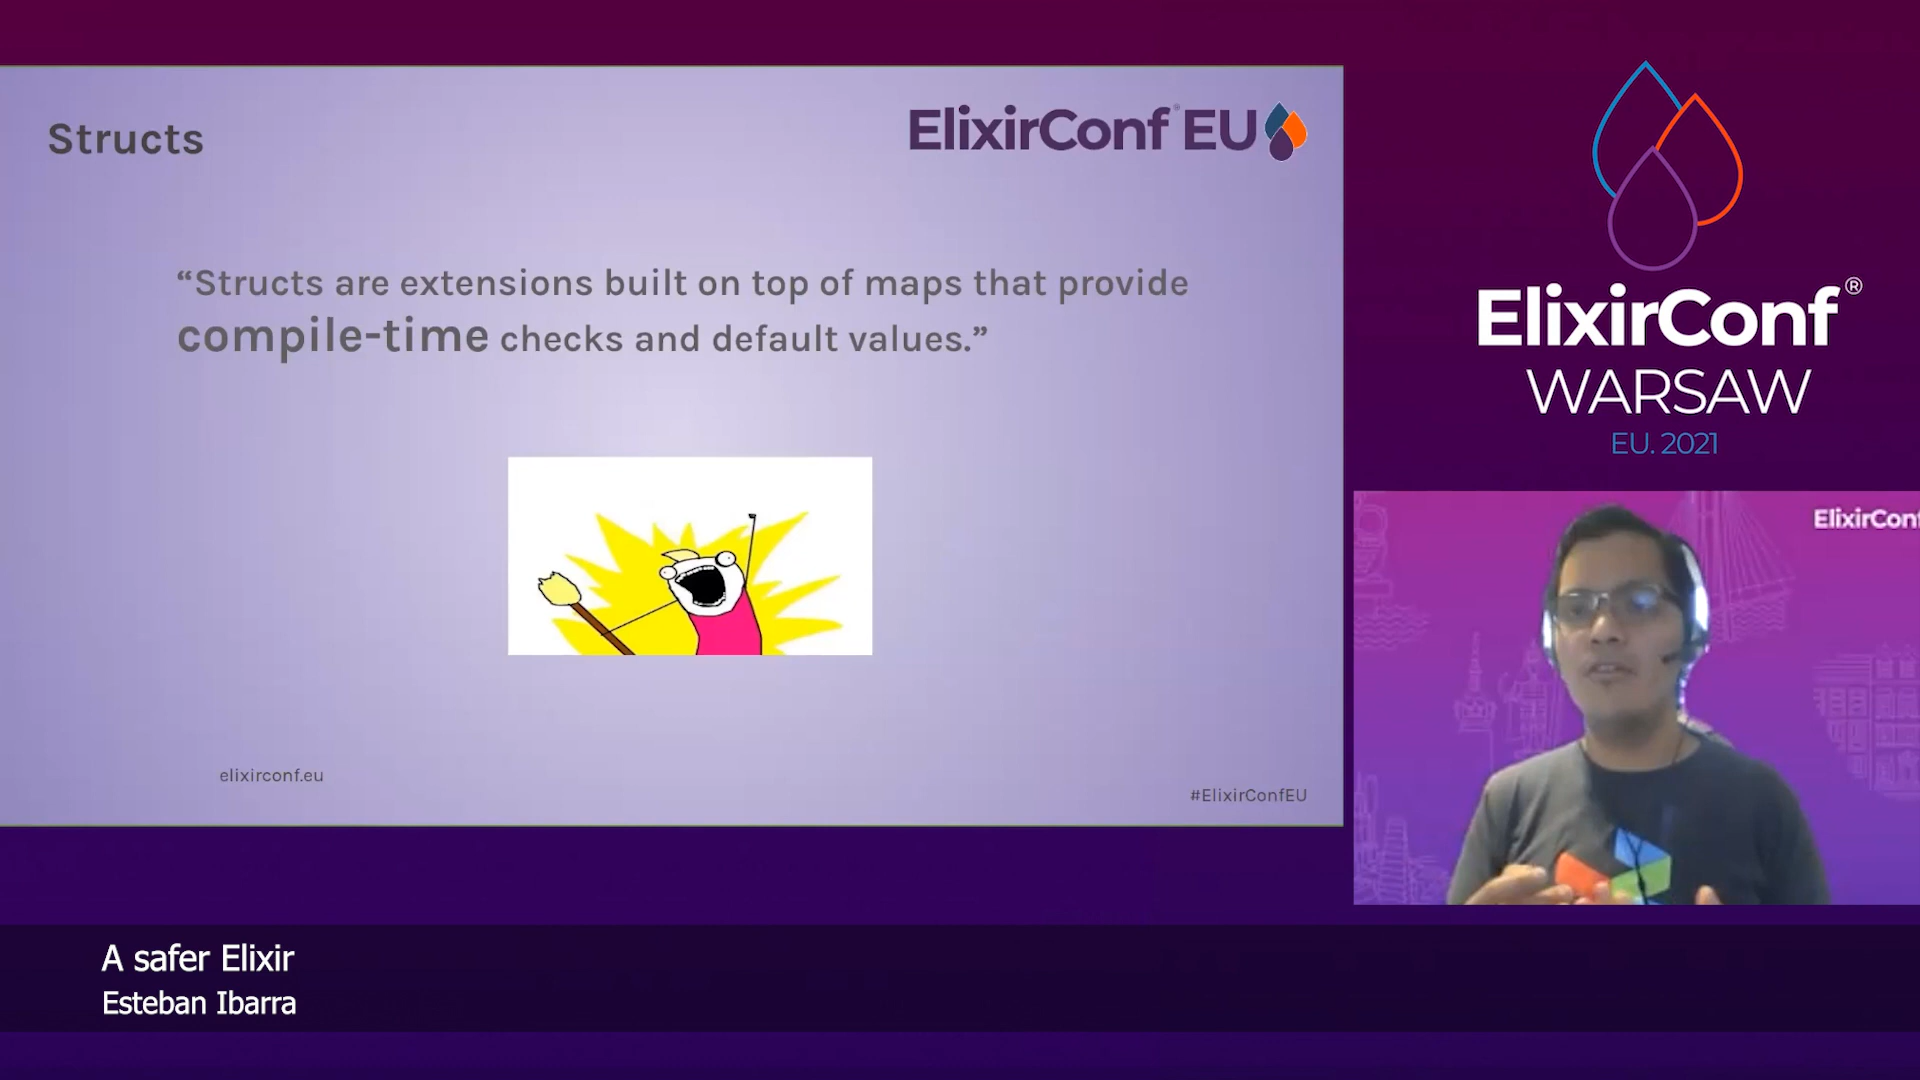 Structs
ElixirConf® EU
“Structs are extensions built on top of maps that provide
compile-time checks and default values.”
elixirconf.eu
#ElixirConfEU
ElixirConf®
WARSAW
EU. 2021
ElixirConf
A safer Elixir
Esteban Ibarra